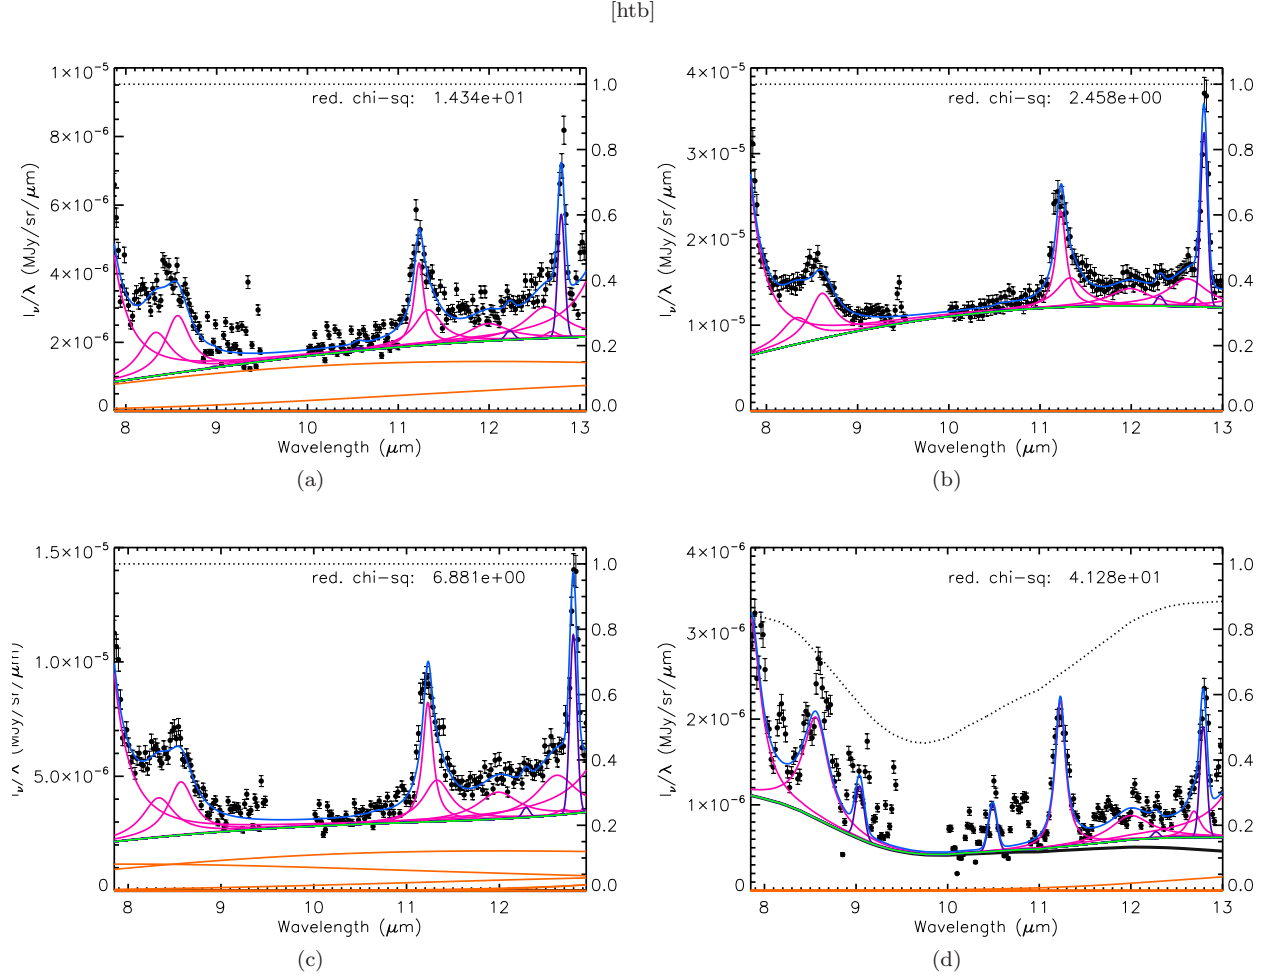 [htb]
1×10⁻⁵
8×10⁻⁶
6×10⁻⁶
4×10⁻⁶
2×10⁻⁶
0
I_ν/λ (MJy/sr/μm)
red. chi-sq: 1.434e+01
1.0
0.8
0.6
0.4
0.2
0.0
8 9 10 11 12 13
Wavelength (μm)
(a)
4×10⁻⁵
3×10⁻⁵
2×10⁻⁵
1×10⁻⁵
0
I_ν/λ (MJy/sr/μm)
red. chi-sq: 2.458e+00
1.0
0.8
0.6
0.4
0.2
0.0
8 9 10 11 12 13
Wavelength (μm)
(b)
1.5×10⁻⁵
1.0×10⁻⁵
5.0×10⁻⁶
0
I_ν/λ (MJy/sr/μm)
red. chi-sq: 6.881e+00
1.0
0.8
0.6
0.4
0.2
0.0
8 9 10 11 12
Wavelength (μm)
(c)
4×10⁻⁶
3×10⁻⁶
2×10⁻⁶
1×10⁻⁶
0
I_ν/λ (MJy/sr/μm)
red. chi-sq: 4.128e+01
1.0
0.8
0.6
0.4
0.2
0.0
8 9 10 11 12 13
Wavelength (μm)
(d)